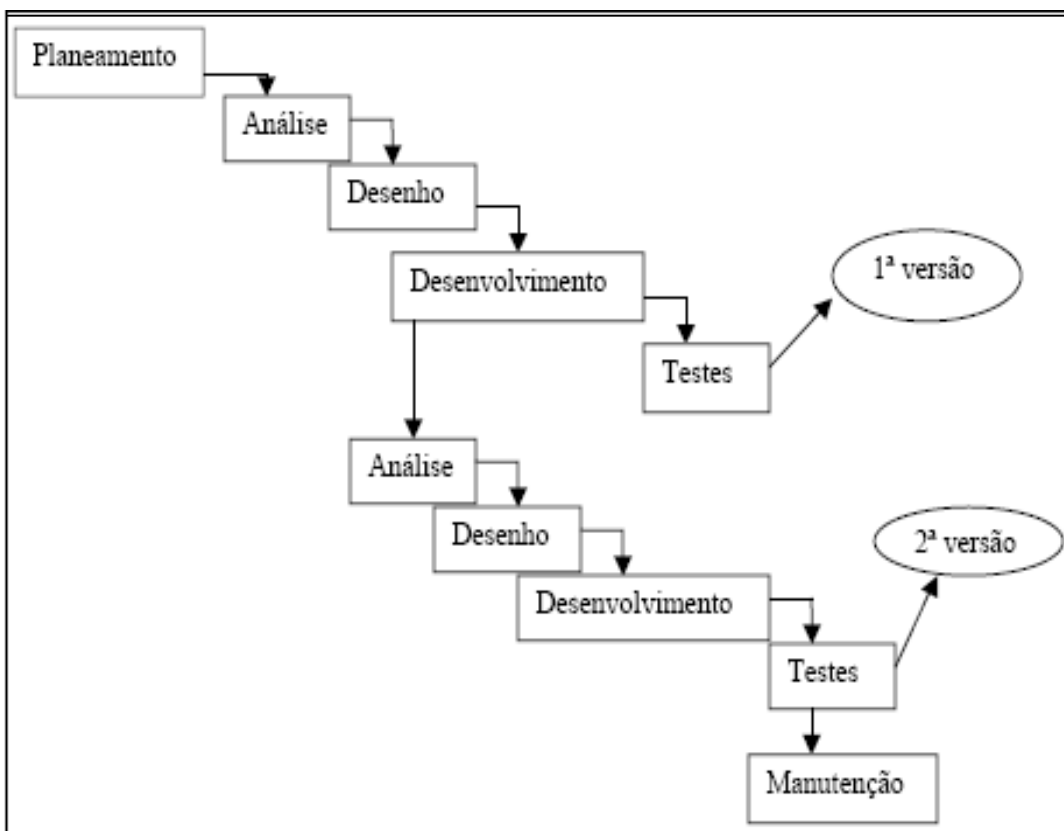 Planeamento
Análise
Desenho
Desenvolvimento
1ª versão
Testes
Análise
Desenho
2ª versão
Desenvolvimento
Testes
Manutenção